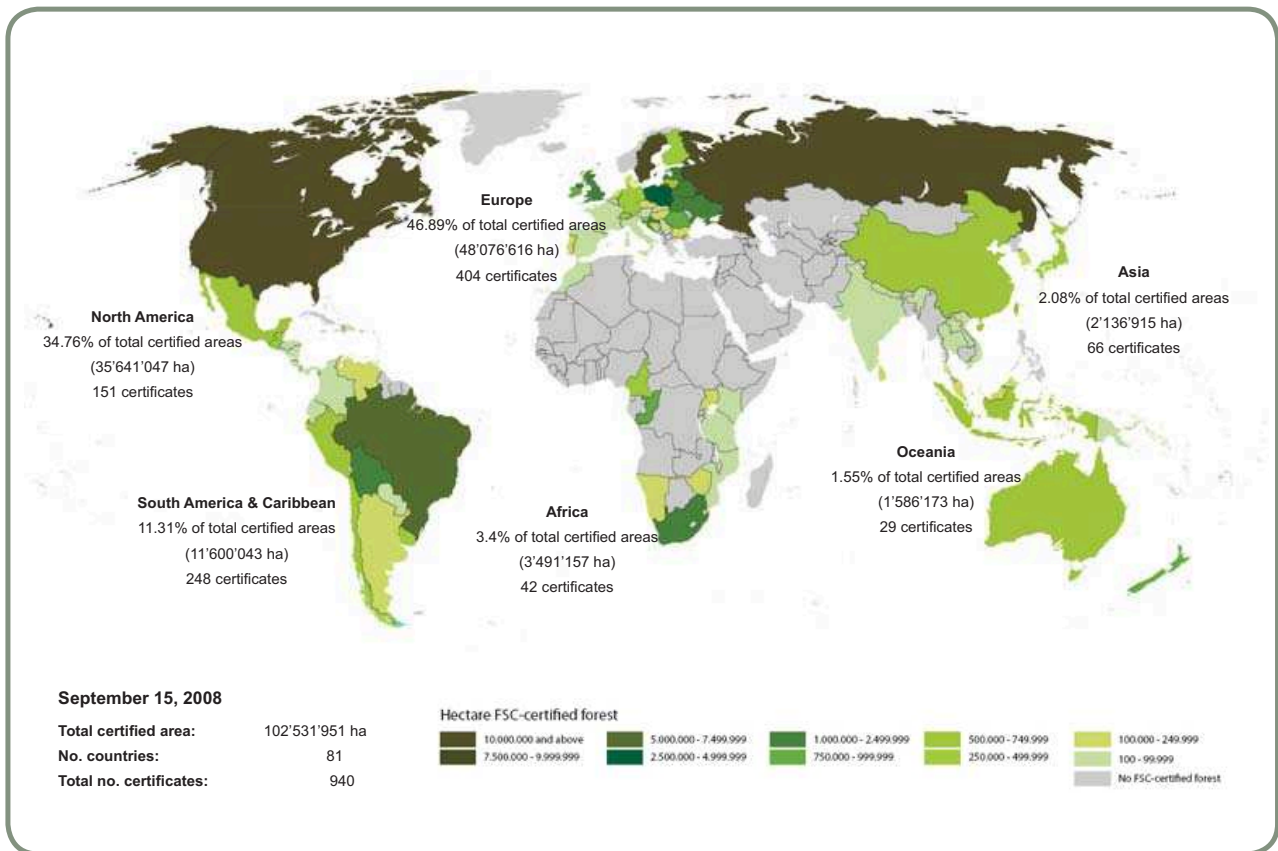 Europe
46.89% of total certified areas
(48'076'616 ha)
404 certificates
Asia
2.08% of total certified areas
(2'136'915 ha)
66 certificates
North America
34.76% of total certified areas
(35'641'047 ha)
151 certificates
Oceania
1.55% of total certified areas
(1'586'173 ha)
29 certificates
South America & Caribbean
11.31% of total certified areas
(11'600'043 ha)
248 certificates
Africa
3.4% of total certified areas
(3'491'157 ha)
42 certificates
September 15, 2008
Total certified area: 102'531'951 ha
No. countries: 81
Total no. certificates: 940
Hectare FSC-certified forest
10.000.000 and above
7.500.000 - 9.999.999
5.000.000 - 7.499.999
2.500.000 - 4.999.999
1.000.000 - 2.499.999
750.000 - 999.999
500.000 - 749.999
250.000 - 499.999
100.000 - 249.999
100 - 99.999
No FSC-certified forest